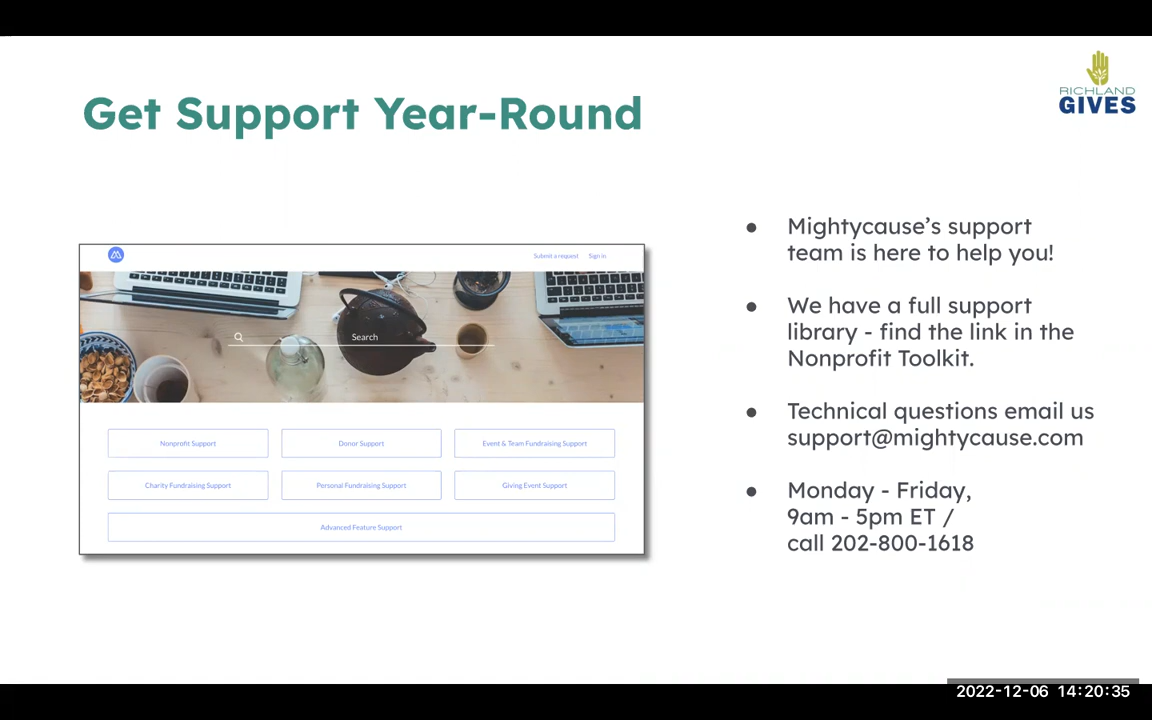 RICHLAND
GIVES
Get Support Year-Round
Submit a request Sign in
Search
Nonprofit Support Donor Support Event & Team Fundraising Support
Charity Fundraising Support Personal Fundraising Support Giving Event Support
Advanced Feature Support
● Mightycause’s support
team is here to help you!
● We have a full support
library - find the link in the
Nonprofit Toolkit.
● Technical questions email us
support@mightycause.com
● Monday - Friday,
9am - 5pm ET /
call 202-800-1618
2022-12-06 14:20:35